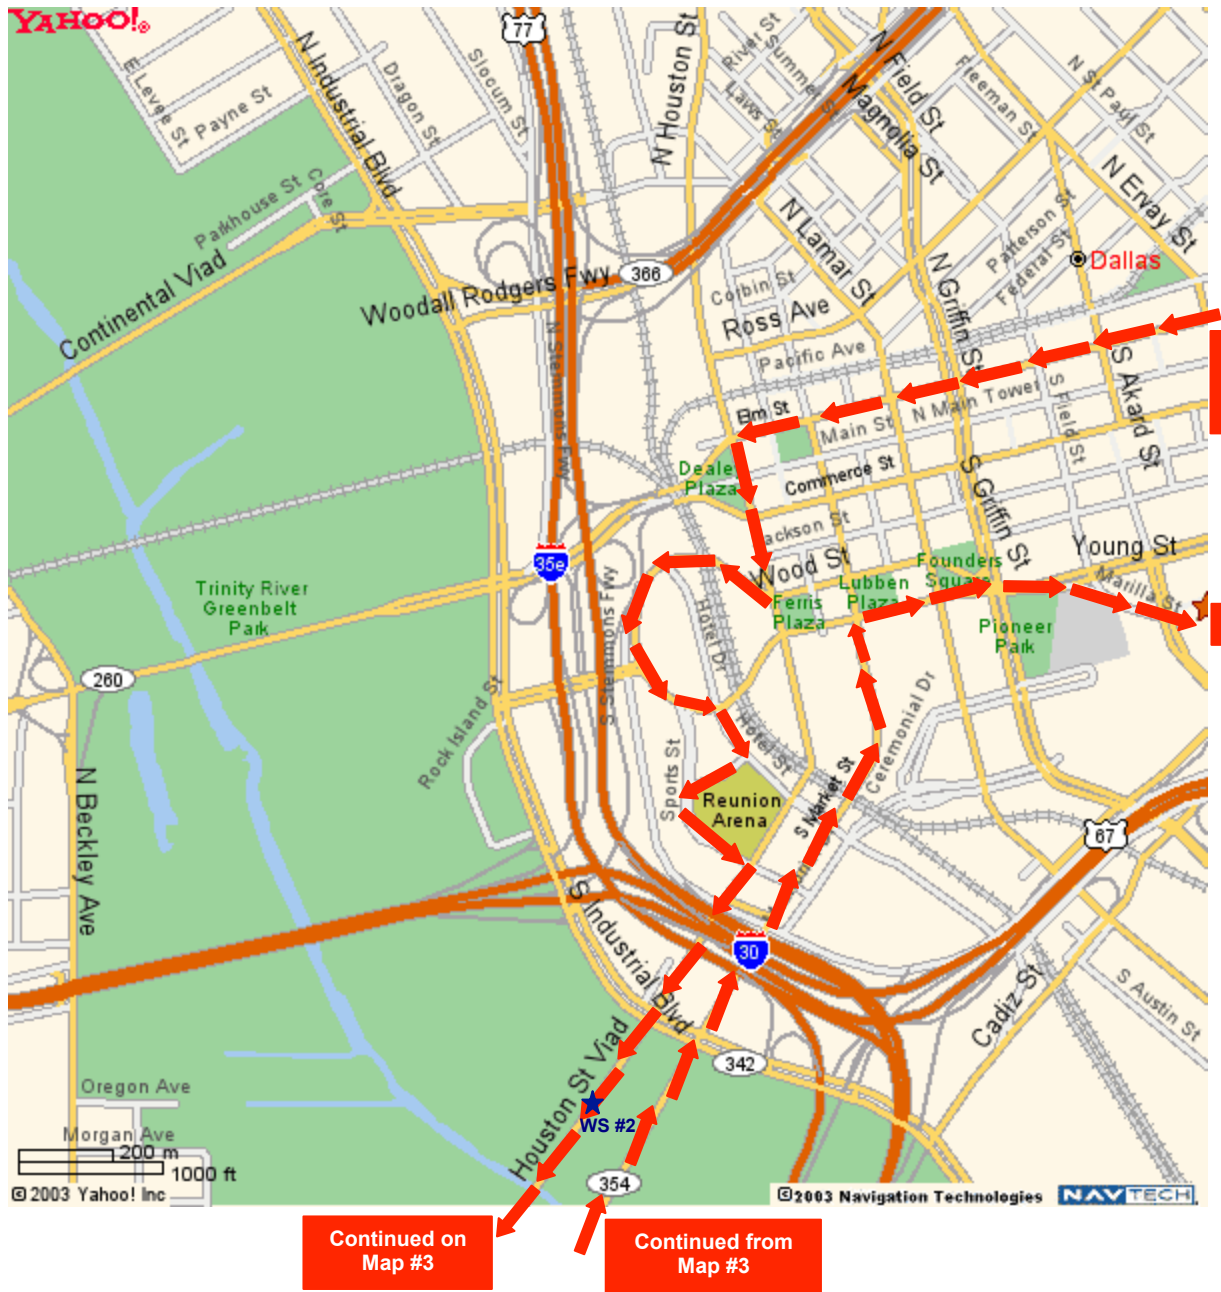 YAHOO!®
77
N Industrial Blvd
E Levee St
Payne St
Dragon St
Slocum St
N Houston St
River St
Summer St
Laws St
N Field St
Magnolia St
Freeman St
N St Paul St
N Ervay St
Patterson St
Federal St
Dallas
Parkhouse St
Core St
Continental Viad
Woodall Rodgers Fwy
366
N Lamar St
Corbin St
Ross Ave
Pacific Ave
N Griffin St
N Stemmons Fwy
Elm St
Main St
N Main Tower
S Field St
S Akard St
Commerce St
Plaza
S Griffin St
Jackson St
Wood St
Young St
Marilla St
35e
Trinity River
Greenbelt
Park
Founders
Lubben
Plaza
Ferris
Plaza
Pioneer
Park
260
Hotel Dr
S Stemmons Fwy
Rock Island St
Hotel St
Sports St
Ceremonial Dr
S Market St
Reunion
Arena
67
N Beckley Ave
S Industrial Blvd
30
Cadiz St
S Austin St
342
Houston St Viad
WS #2
354
Oregon Ave
Morgan Ave
200 m
1000 ft
©2003 Yahoo! Inc
©2003 Navigation Technologies
NAVTECH
Continued on
Map #3
Continued from
Map #3